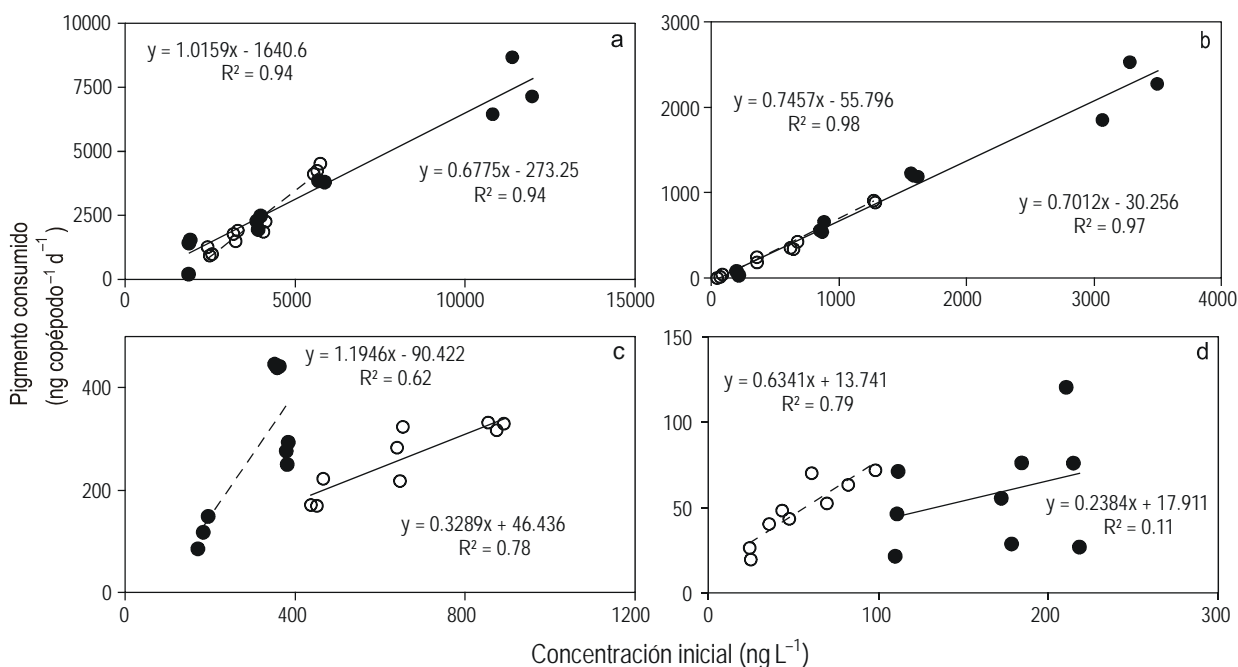 Pigmento consumido
(ng copépodo⁻¹ d⁻¹)
10000
7500
5000
2500
0
0
5000
10000
15000
a
y = 1.0159x - 1640.6
R² = 0.94
y = 0.6775x - 273.25
R² = 0.94
3000
2000
1000
0
0
1000
2000
3000
4000
b
y = 0.7457x - 55.796
R² = 0.98
y = 0.7012x - 30.256
R² = 0.97
400
200
0
0
400
800
1200
c
y = 1.1946x - 90.422
R² = 0.62
y = 0.3289x + 46.436
R² = 0.78
150
100
50
0
0
100
200
300
d
y = 0.6341x + 13.741
R² = 0.79
y = 0.2384x + 17.911
R² = 0.11
Concentración inicial (ng L⁻¹)